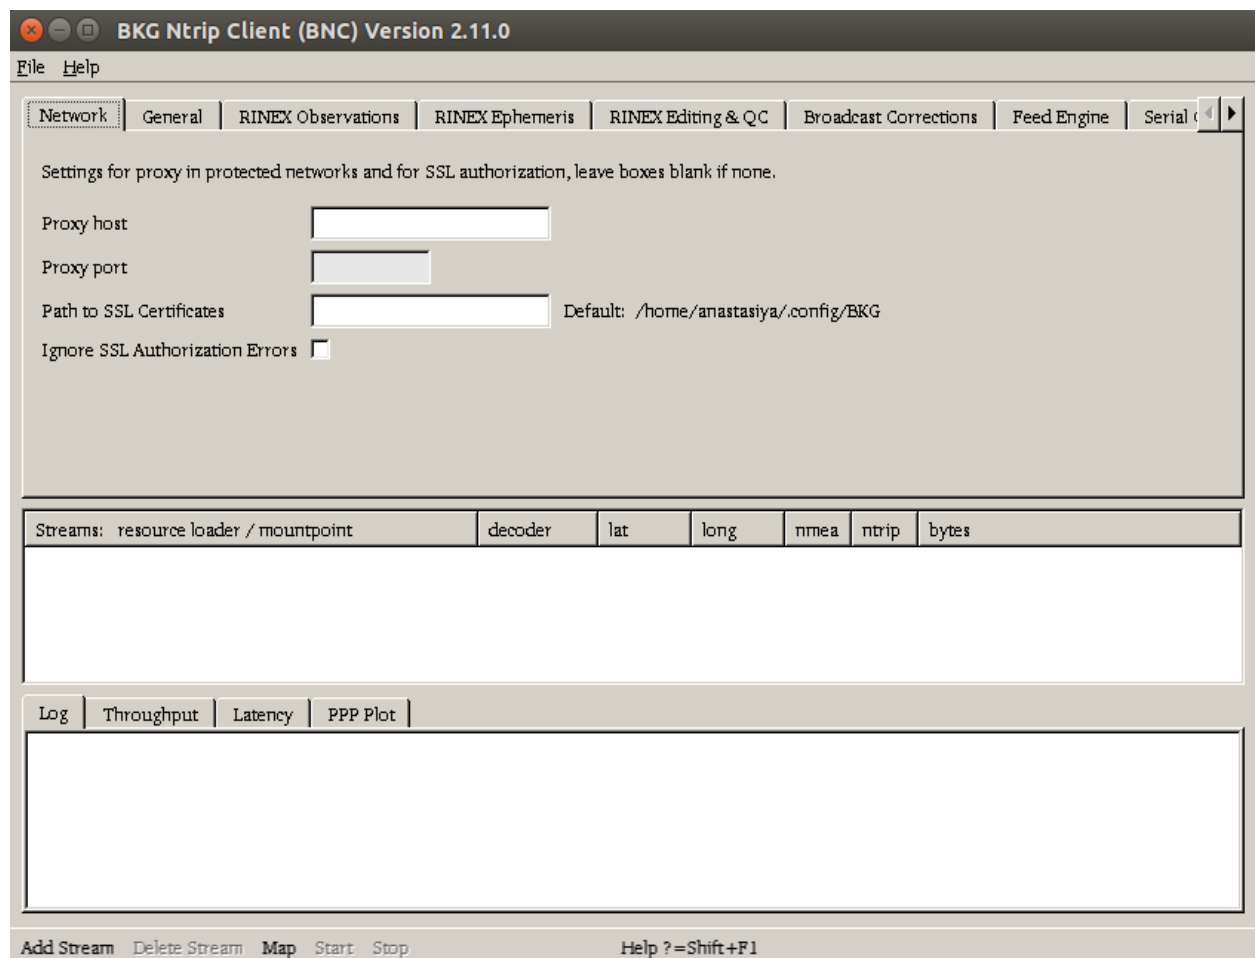 BKG Ntrip Client (BNC) Version 2.11.0
File Help
Network General RINEX Observations RINEX Ephemeris RINEX Editing & QC Broadcast Corrections Feed Engine Serial
Settings for proxy in protected networks and for SSL authorization, leave boxes blank if none.
Proxy host
Proxy port
Path to SSL Certificates Default: /home/anastasiya/.config/BKG
Ignore SSL Authorization Errors
Streams: resource loader / mountpoint decoder lat long nmea ntrip bytes
Log Throughput Latency PPP Plot
Add Stream Delete Stream Map Start Stop Help ?=Shift+F1